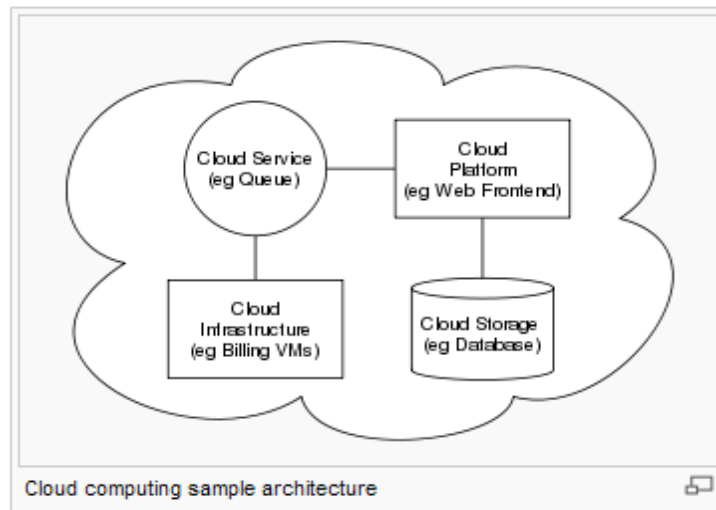 Cloud Service
(eg Queue)
Cloud
Platform
(eg Web Frontend)
Cloud
Infrastructure
(eg Billing VMs)
Cloud Storage
(eg Database)
Cloud computing sample architecture